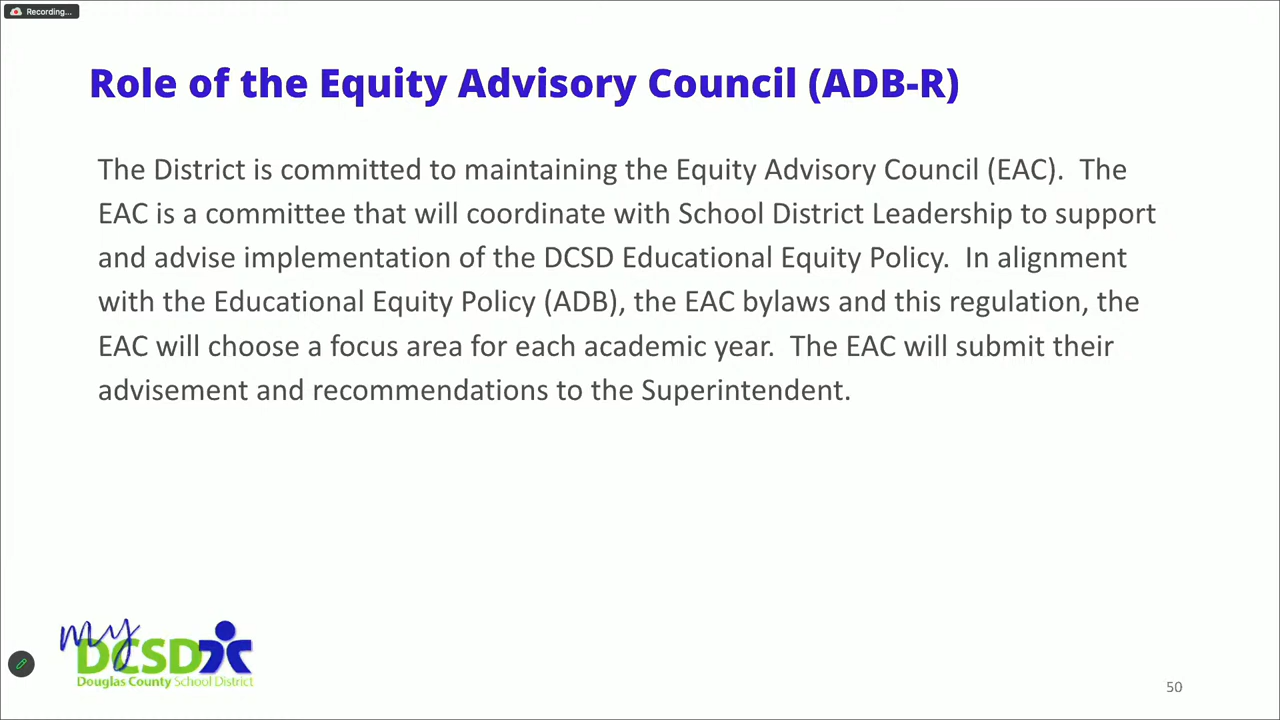 Recording...
Role of the Equity Advisory Council (ADB-R)
The District is committed to maintaining the Equity Advisory Council (EAC).  The
EAC is a committee that will coordinate with School District Leadership to support
and advise implementation of the DCSD Educational Equity Policy.  In alignment
with the Educational Equity Policy (ADB), the EAC bylaws and this regulation, the
EAC will choose a focus area for each academic year.  The EAC will submit their
advisement and recommendations to the Superintendent.
my
DCSD
Douglas County School District
50